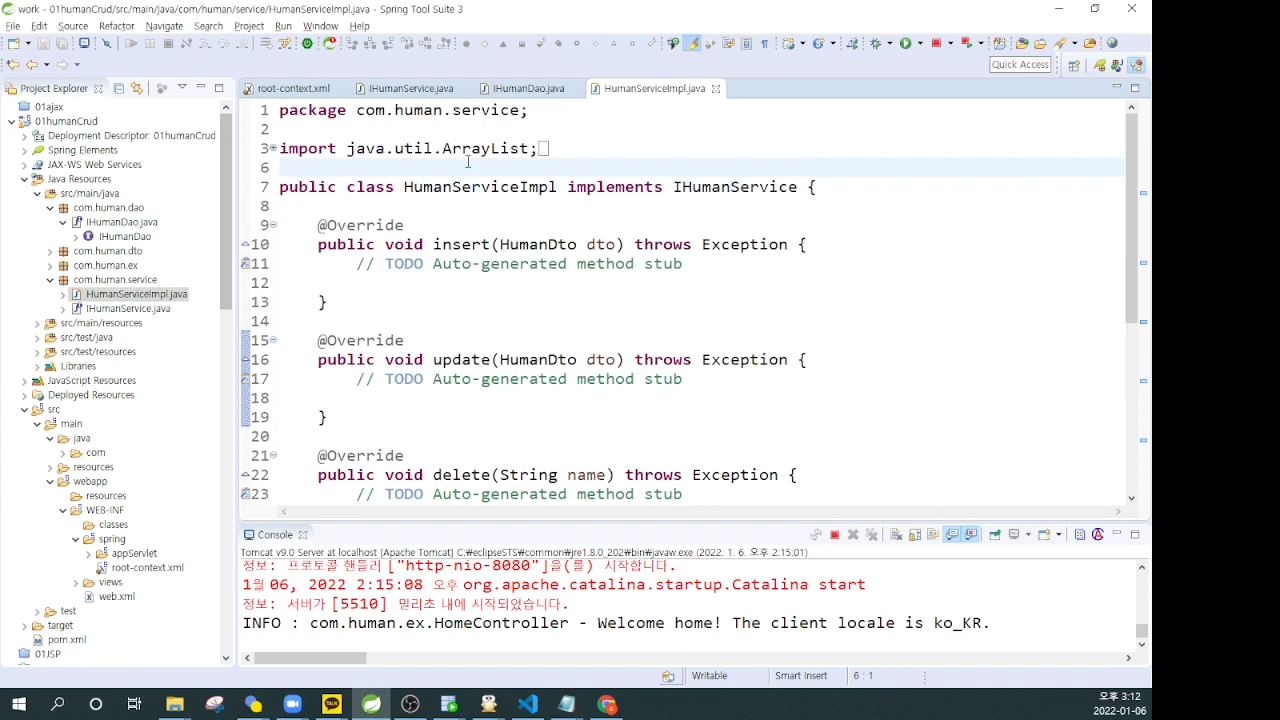 work - 01humanCrud/src/main/java/com/human/service/HumanServiceImpl.java - Spring Tool Suite 3
File Edit Source Refactor Navigate Search Project Run Window Help
Quick Access
Project Explorer
01ajax
01humanCrud
Deployment Descriptor: 01humanCrud
Spring Elements
JAX-WS Web Services
Java Resources
src/main/java
com.human.dao
IHumanDao.java
IHumanDao
com.human.dto
com.human.ex
com.human.service
HumanServiceImpl.java
IHumanService.java
src/main/resources
src/test/java
src/test/resources
Libraries
JavaScript Resources
Deployed Resources
src
main
java
com
resources
webapp
resources
WEB-INF
classes
spring
appServlet
root-context.xml
views
web.xml
test
target
pom.xml
01JSP
root-context.xml IHumanService.java IHumanDao.java HumanServiceImpl.java
1 package com.human.service;
2
3 import java.util.ArrayList;
6
7 public class HumanServiceImpl implements IHumanService {
8
9 @Override
10 public void insert(HumanDto dto) throws Exception {
11 // TODO Auto-generated method stub
12
13 }
14
15 @Override
16 public void update(HumanDto dto) throws Exception {
17 // TODO Auto-generated method stub
18
19 }
20
21 @Override
22 public void delete(String name) throws Exception {
23 // TODO Auto-generated method stub
Console
Tomcat v9.0 Server at localhost [Apache Tomcat] C:₩eclipseSTS₩common₩jre1.8.0_202₩bin₩javaw.exe (2022. 1. 6. 오후 2:15:01)
정보: 프로토콜 핸들러 ["http-nio-8080"]을(를) 시작합니다.
1월 06, 2022 2:15:08 오후 org.apache.catalina.startup.Catalina start
정보: 서버가 [5510] 밀리초 내에 시작되었습니다.
INFO : com.human.ex.HomeController - Welcome home! The client locale is ko_KR.
Writable Smart Insert 6 : 1
TALK
오후 3:12
2022-01-06